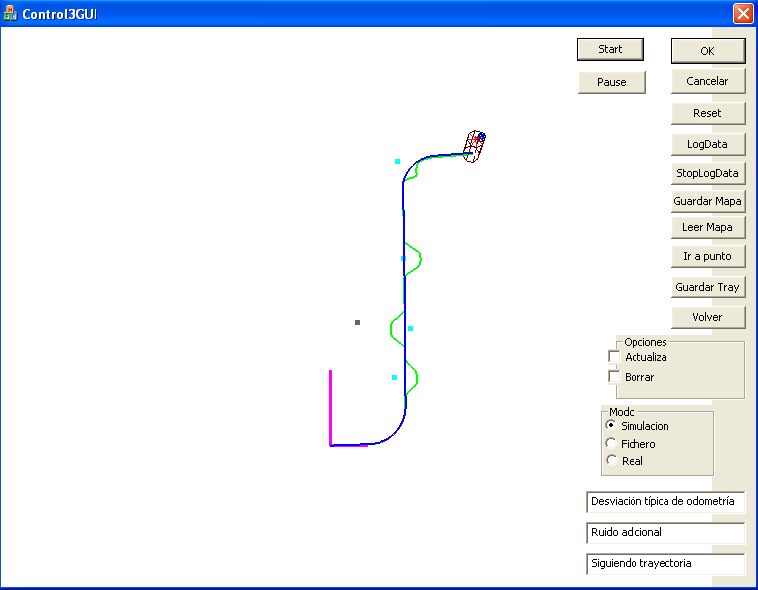 Control3GUI
Start
OK
Pause
Cancelar
Reset
LogData
StopLogData
Guardar Mapa
Leer Mapa
Ir a punto
Guardar Tray
Volver
Opciones
Actualiza
Borrar
Modo
Simulacion
Fichero
Real
Desviación típica de odometría
Ruido adicional
Siguiendo trayectoria